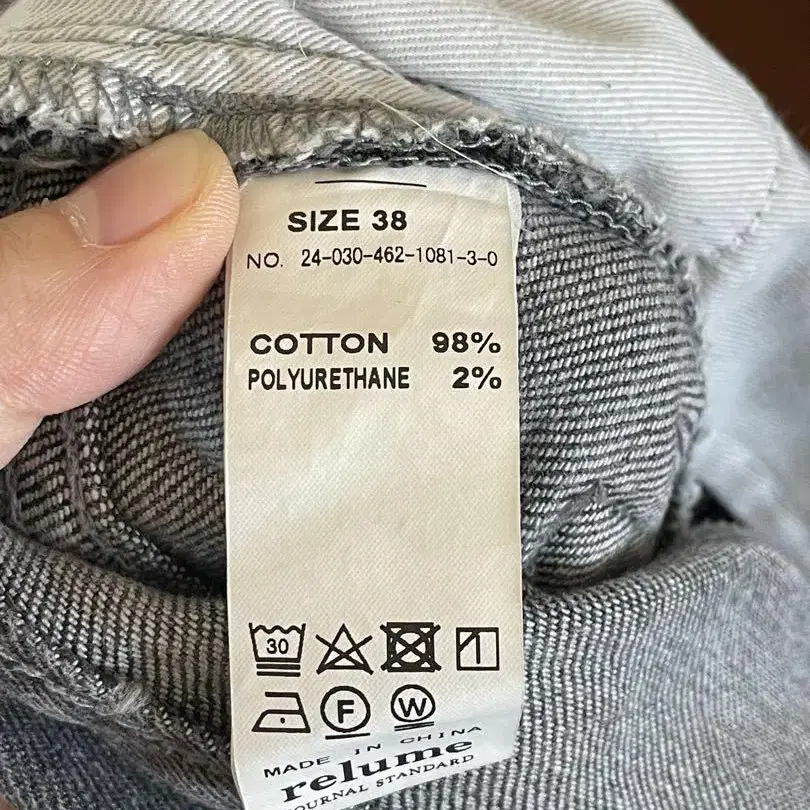 SIZE 38
NO. 24-030-462-1081-3-0
COTTON 98%
POLYURETHANE 2%
30
F W
MADE IN CHINA
relume
JOURNAL STANDARD